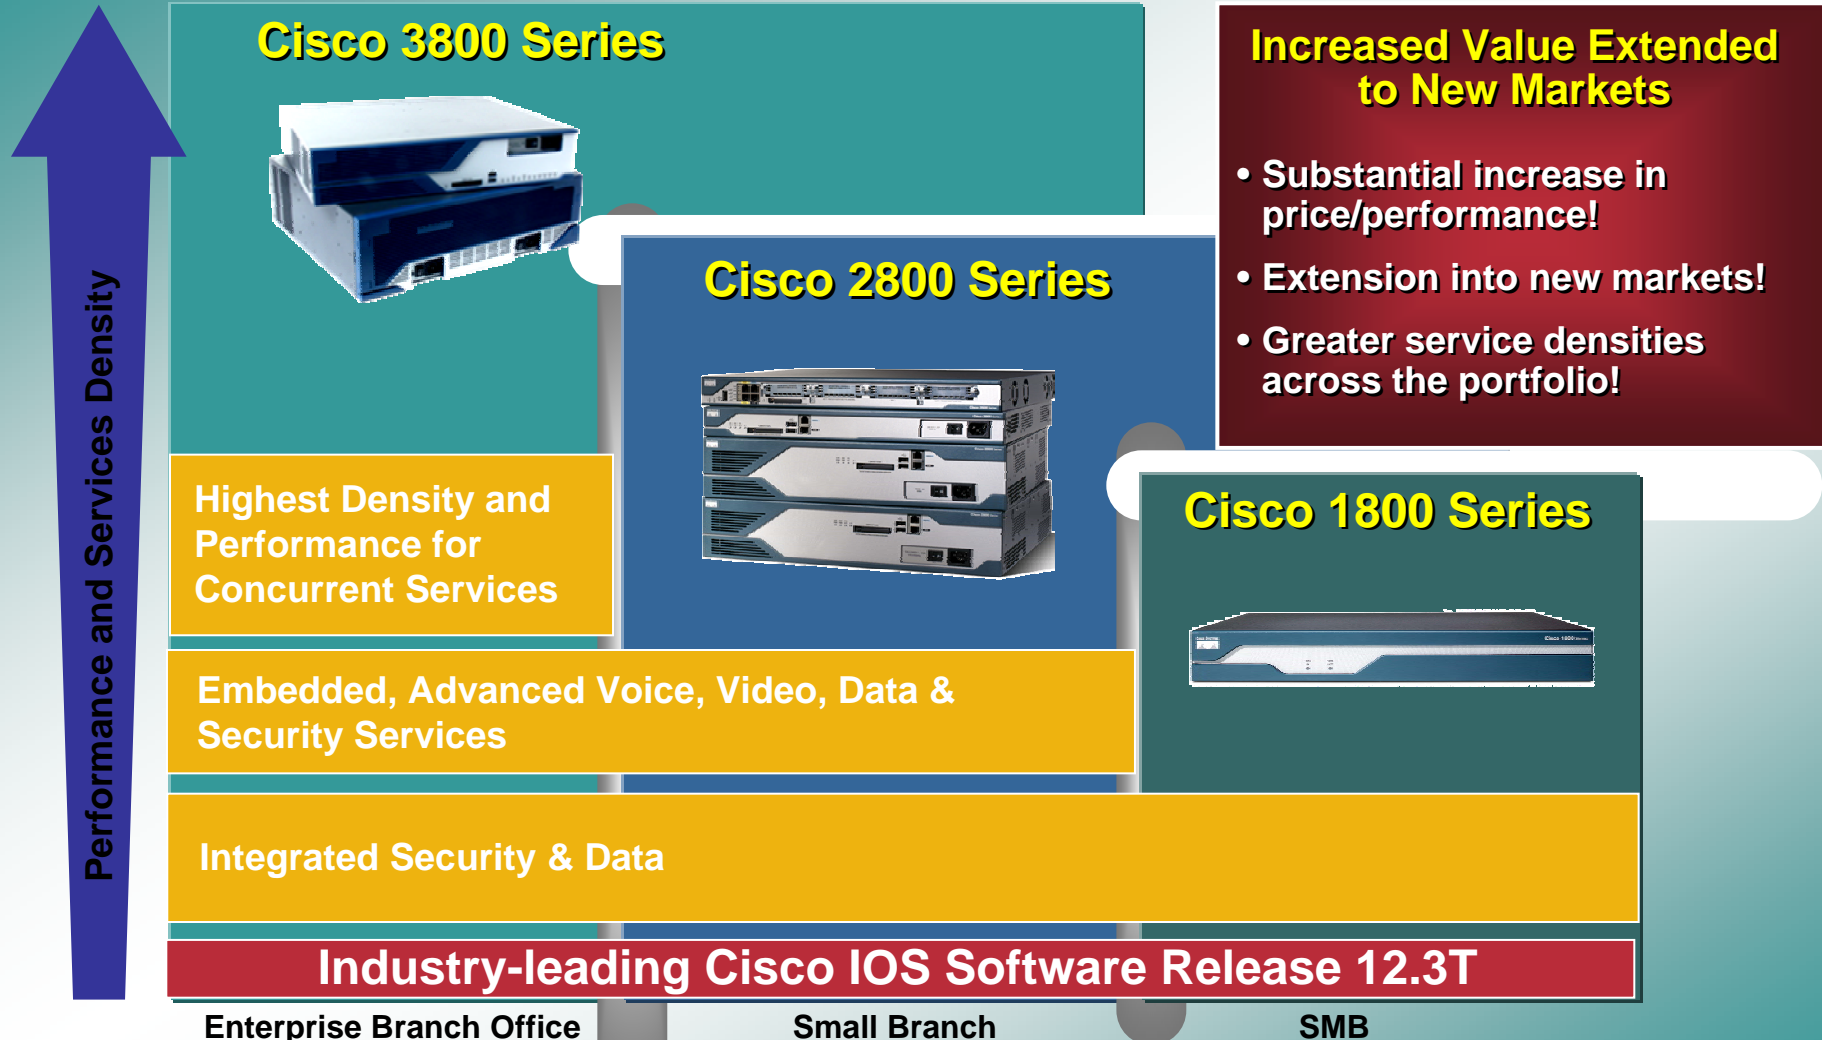 Cisco 3800 Series
Increased Value Extended
to New Markets
• Substantial increase in
price/performance!
• Extension into new markets!
• Greater service densities
across the portfolio!
Cisco 2800 Series
Cisco 1800 Series
Performance and Services Density
Highest Density and
Performance for
Concurrent Services
Embedded, Advanced Voice, Video, Data &
Security Services
Integrated Security & Data
Industry-leading Cisco IOS Software Release 12.3T
Enterprise Branch Office
Small Branch
SMB